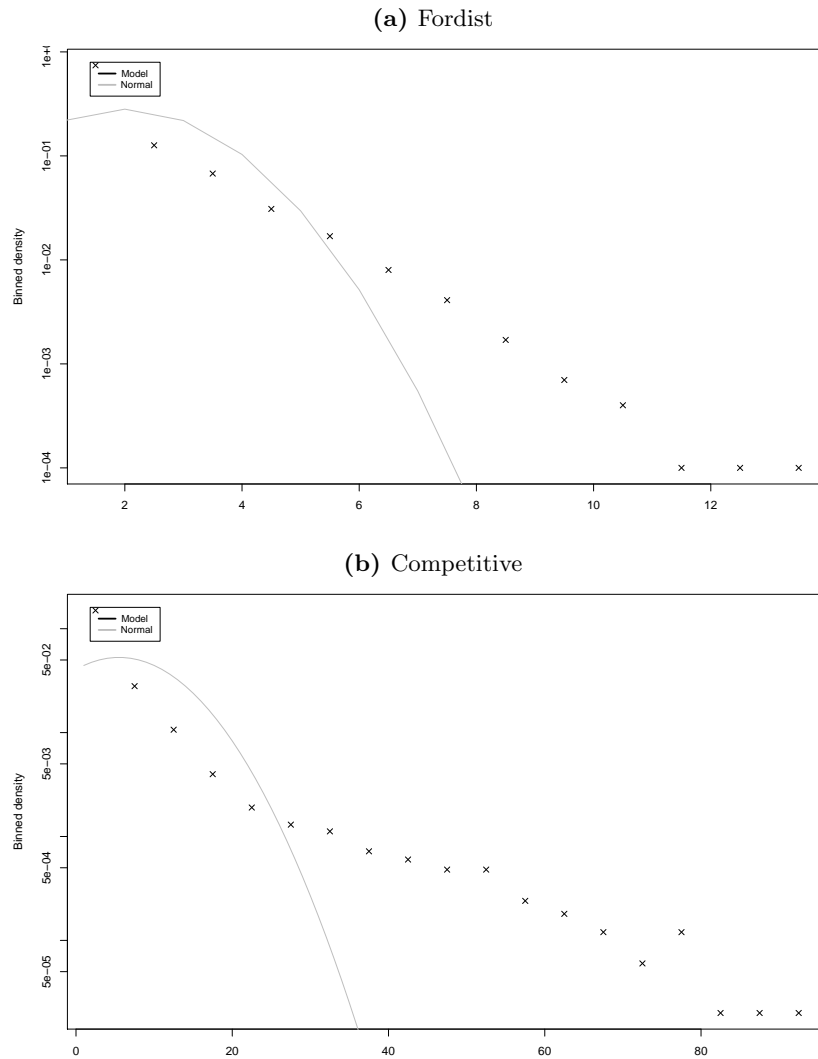 (a) Fordist
1e+4
Model
Normal
1e−01
1e−02
1e−03
1e−04
Binned density
2 4 6 8 10 12
(b) Competitive
Model
Normal
5e−02
5e−03
5e−04
5e−05
Binned density
0 20 40 60 80